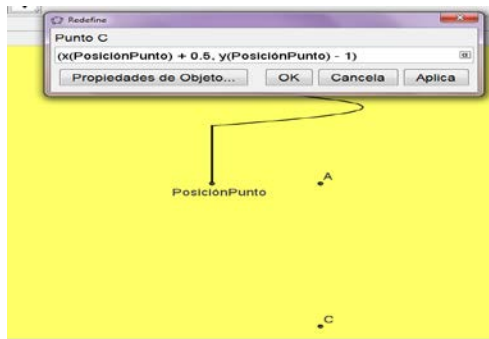 Redefine
Punto C
(x(PosiciónPunto) + 0.5, y(PosiciónPunto) - 1)
α
Propiedades de Objeto...
OK
Cancela
Aplica
A
PosiciónPunto
C